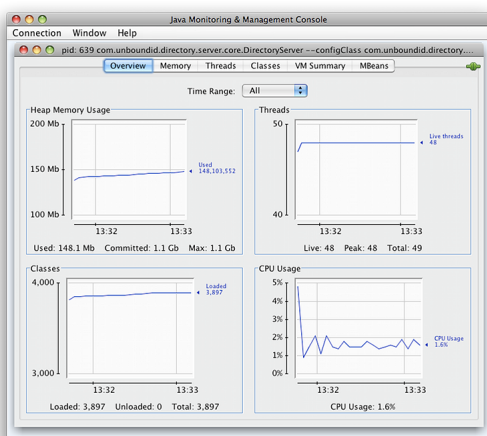 Java Monitoring & Management Console
Connection Window Help
pid: 639 com.unboundid.directory.server.core.DirectoryServer --configClass com.unboundid.directory....
Overview Memory Threads Classes VM Summary MBeans
Time Range: All
Heap Memory Usage
200 Mb
150 Mb
100 Mb
Used
148,103,552
13:32 13:33
Used: 148.1 Mb Committed: 1.1 Gb Max: 1.1 Gb
Threads
50
40
Live threads
48
13:32 13:33
Live: 48 Peak: 48 Total: 49
Classes
4,000
3,000
Loaded
3,897
13:32 13:33
Loaded: 3,897 Unloaded: 0 Total: 3,897
CPU Usage
5%
4%
3%
2%
1%
0%
CPU Usage
1.6%
13:32 13:33
CPU Usage: 1.6%